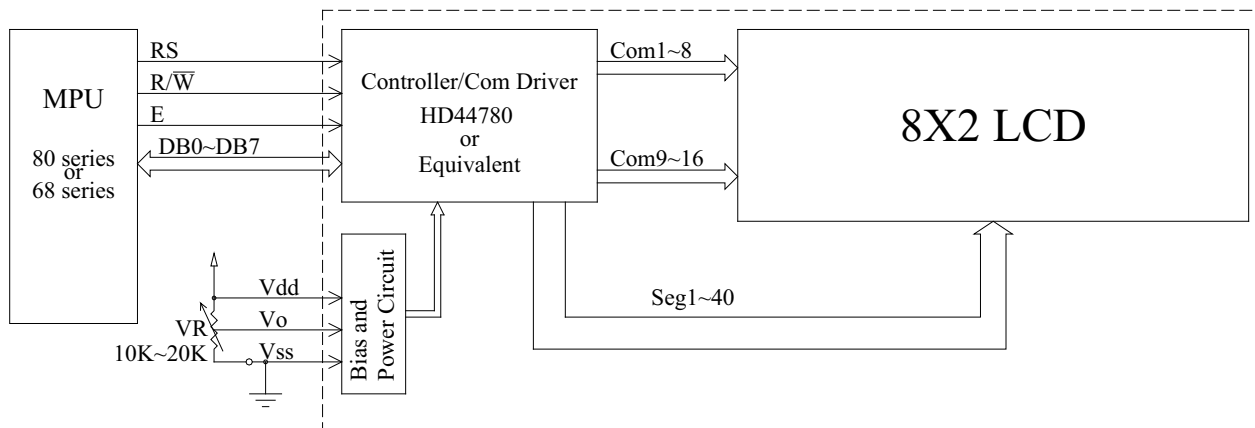 MPU
80 series
or
68 series
RS
R/W̅
E
DB0~DB7
Controller/Com Driver
HD44780
or
Equivalent
Com1~8
Com9~16
8X2 LCD
Seg1~40
Vdd
Vo
Vss
VR
10K~20K
Bias and
Power Circuit